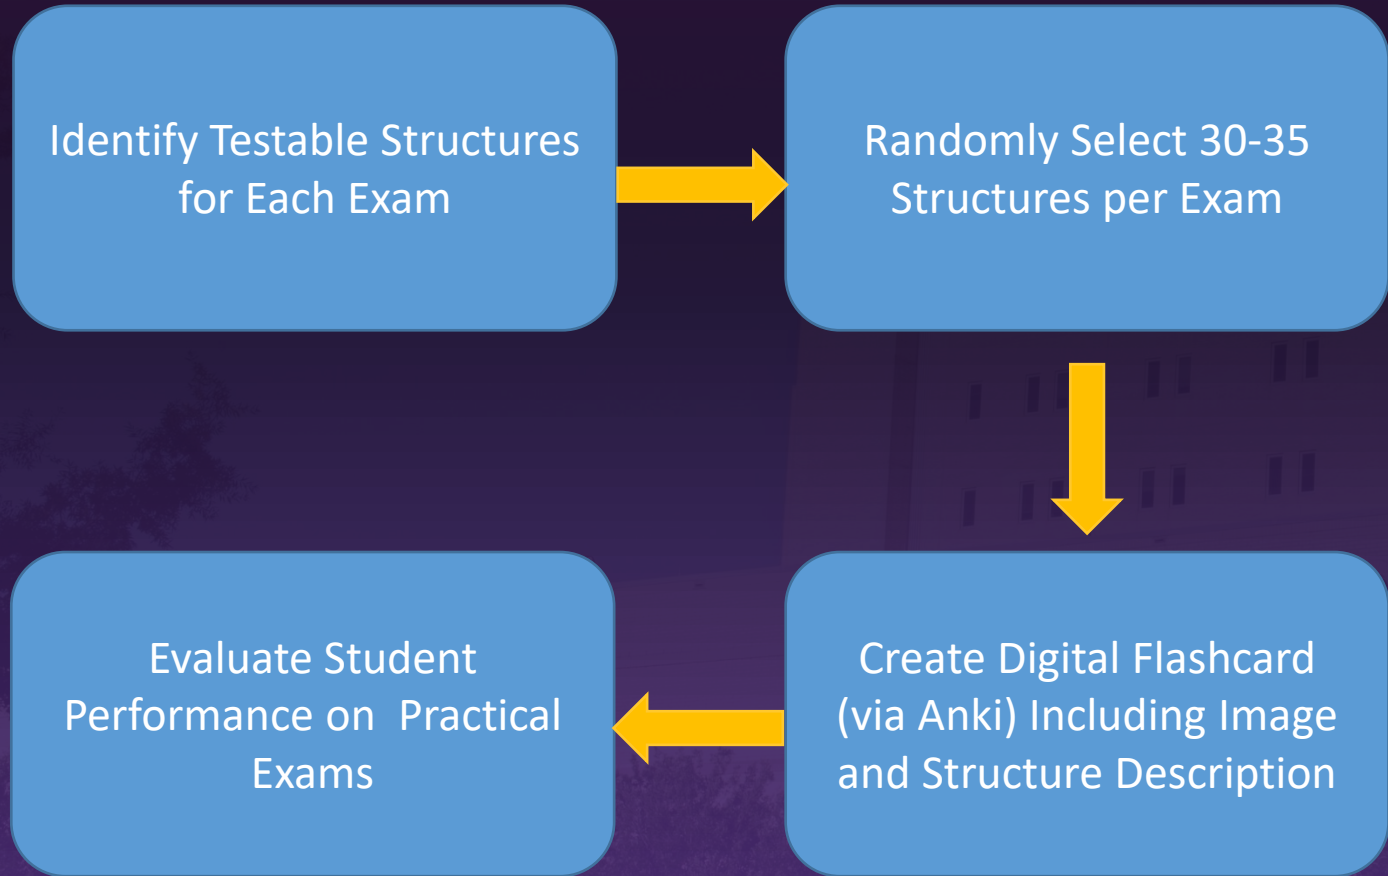 Identify Testable Structures
for Each Exam
Randomly Select 30-35
Structures per Exam
Create Digital Flashcard
(via Anki) Including Image
and Structure Description
Evaluate Student
Performance on  Practical
Exams